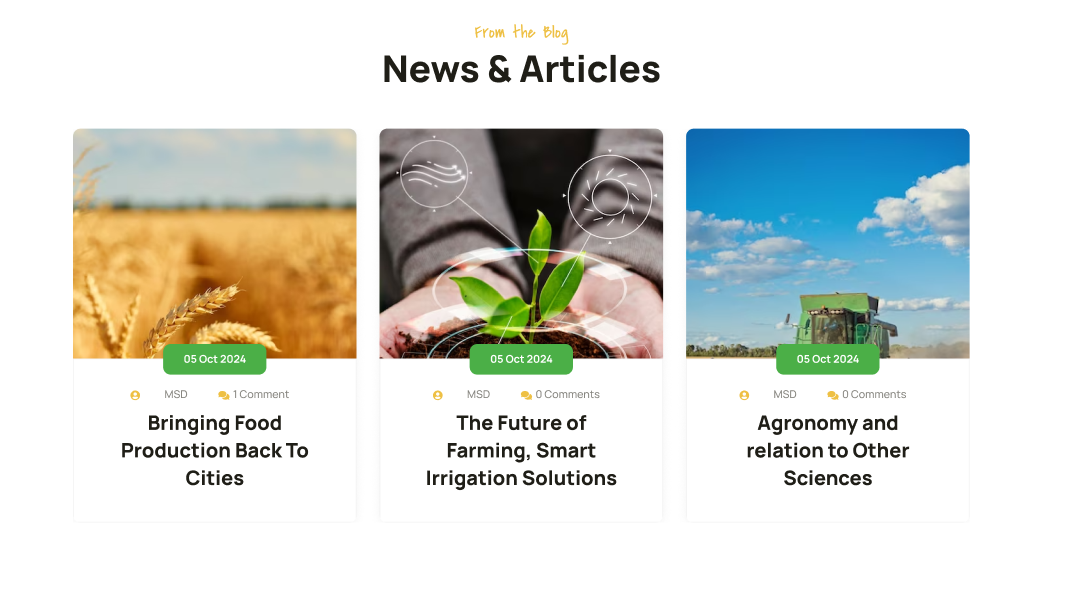 From the Blog
News & Articles
05 Oct 2024
MSD 1 Comment
Bringing Food
Production Back To
Cities
05 Oct 2024
MSD 0 Comments
The Future of
Farming, Smart
Irrigation Solutions
05 Oct 2024
MSD 0 Comments
Agronomy and
relation to Other
Sciences